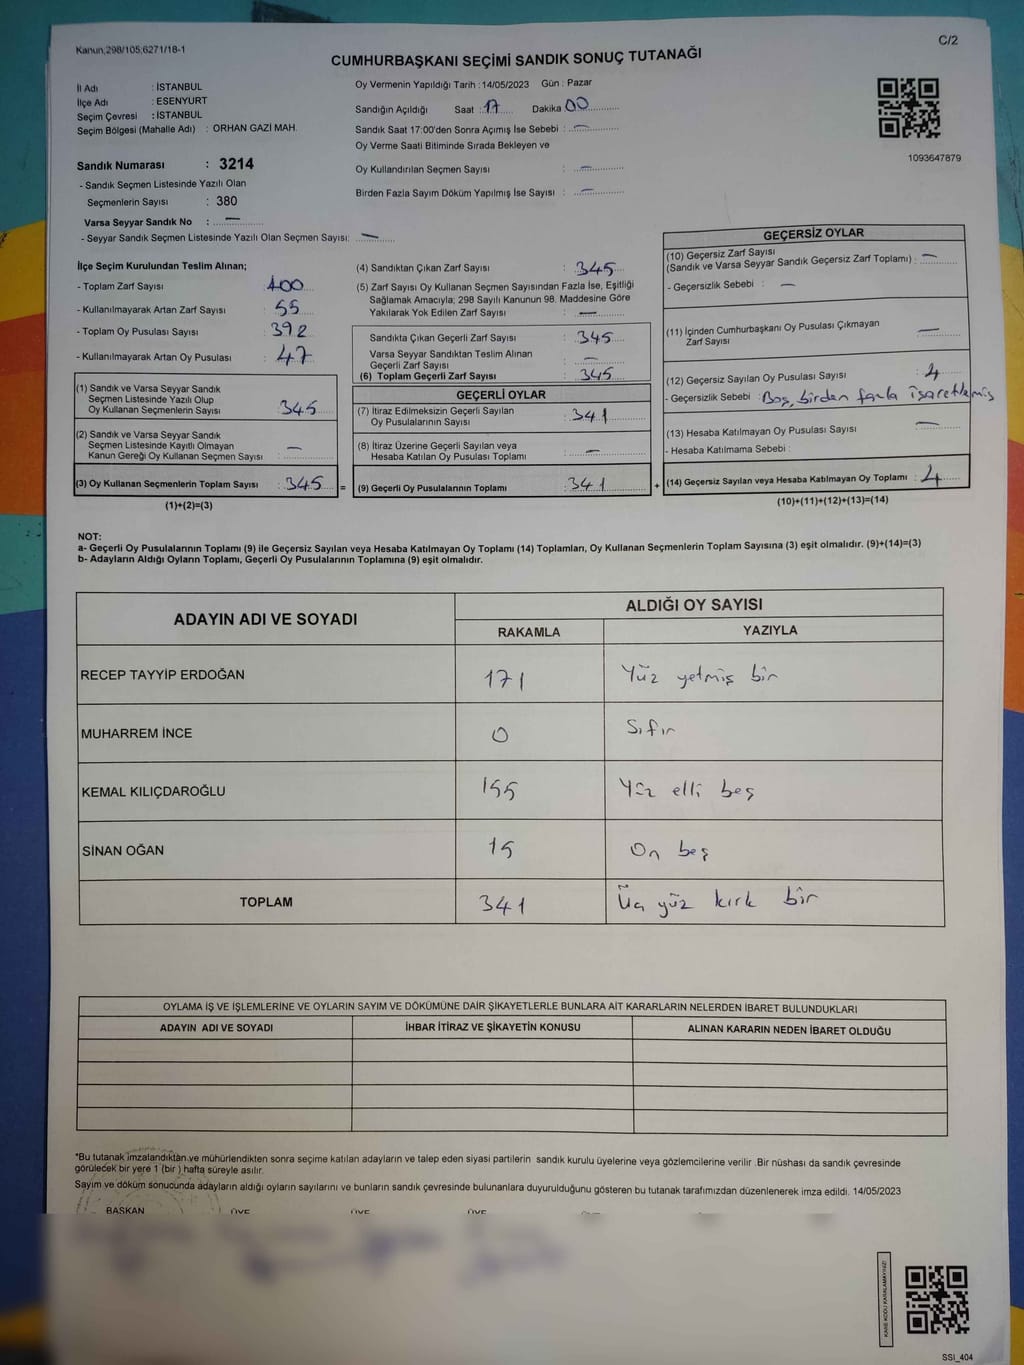 Kanun,298/105,6271/18-1
C/2
CUMHURBAŞKANI SEÇİMİ SANDIK SONUÇ TUTANAĞI
İl Adı : İSTANBUL
İlçe Adı : ESENYURT
Seçim Çevresi : İSTANBUL
Seçim Bölgesi (Mahalle Adı) : ORHAN GAZİ MAH.
Sandık Numarası : 3214
- Sandık Seçmen Listesinde Yazılı Olan
Seçmenlerin Sayısı : 380
Varsa Seyyar Sandık No : —
- Seyyar Sandık Seçmen Listesinde Yazılı Olan Seçmen Sayısı: —
Oy Vermenin Yapıldığı Tarih : 14/05/2023 Gün : Pazar
Sandığın Açıldığı Saat : 17 Dakika 00
Sandık Saat 17:00'den Sonra Açımış İse Sebebi : —
Oy Verme Saati Bitiminde Sırada Bekleyen ve
Oy Kullandırılan Seçmen Sayısı : —
Birden Fazla Sayım Döküm Yapılmış İse Sayısı : —
1093647879
İlçe Seçim Kurulundan Teslim Alınan;
- Toplam Zarf Sayısı : 400
- Kullanılmayarak Artan Zarf Sayısı : 55
- Toplam Oy Pusulası Sayısı : 392
- Kullanılmayarak Artan Oy Pusulası : 47
(1) Sandık ve Varsa Seyyar Sandık
Seçmen Listesinde Yazılı Olup
Oy Kullanan Seçmenlerin Sayısı : 345
(2) Sandık ve Varsa Seyyar Sandık
Seçmen Listesinde Kayıtlı Olmayan
Kanun Gereği Oy Kullanan Seçmen Sayısı : —
(3) Oy Kullanan Seçmenlerin Toplam Sayısı : 345 =
(1)+(2)=(3)
(4) Sandıktan Çıkan Zarf Sayısı : 345
(5) Zarf Sayısı Oy Kullanan Seçmen Sayısından Fazla İse, Eşitliği
Sağlamak Amacıyla; 298 Sayılı Kanunun 98. Maddesine Göre
Yakılarak Yok Edilen Zarf Sayısı : —
Sandıkta Çıkan Geçerli Zarf Sayısı : 345
Varsa Seyyar Sandıktan Teslim Alınan
Geçerli Zarf Sayısı : —
(6) Toplam Geçerli Zarf Sayısı : 345
GEÇERLİ OYLAR
(7) İtiraz Edilmeksizin Geçerli Sayılan
Oy Pusulalarının Sayısı : 341
(8) İtiraz Üzerine Geçerli Sayılan veya
Hesaba Katılan Oy Pusulası Toplamı : —
(9) Geçerli Oy Pusulalarının Toplamı : 341 +
GEÇERSİZ OYLAR
(10) Geçersiz Zarf Sayısı
(Sandık ve Varsa Seyyar Sandık Geçersiz Zarf Toplamı) : —
- Geçersizlik Sebebi : —
(11) İçinden Cumhurbaşkanı Oy Pusulası Çıkmayan
Zarf Sayısı —
(12) Geçersiz Sayılan Oy Pusulası Sayısı : 4
- Geçersizlik Sebebi : Boş, birden fazla işaretlemiş
(13) Hesaba Katılmayan Oy Pusulası Sayısı : —
- Hesaba Katılmama Sebebi :
(14) Geçersiz Sayılan veya Hesaba Katılmayan Oy Toplamı : 4
(10)+(11)+(12)+(13)=(14)
NOT:
a- Geçerli Oy Pusulalarının Toplamı (9) ile Geçersiz Sayılan veya Hesaba Katılmayan Oy Toplamı (14) Toplamları, Oy Kullanan Seçmenlerin Toplam Sayısına (3) eşit olmalıdır. (9)+(14)=(3)
b- Adayların Aldığı Oyların Toplamı, Geçerli Oy Pusulalarının Toplamına (9) eşit olmalıdır.
ADAYIN ADI VE SOYADI ALDIĞI OY SAYISI
RAKAMLA YAZIYLA
RECEP TAYYİP ERDOĞAN 171 Yüz yetmiş bir
MUHARREM İNCE 0 Sıfır
KEMAL KILIÇDAROĞLU 155 Yüz elli beş
SİNAN OĞAN 15 On beş
TOPLAM 341 Üç yüz kırk bir
OYLAMA İŞ VE İŞLEMLERİNE VE OYLARIN SAYIM VE DÖKÜMÜNE DAİR ŞİKAYETLERLE BUNLARA AİT KARARLARIN NELERDEN İBARET BULUNDUKLARI
ADAYIN ADI VE SOYADI İHBAR İTİRAZ VE ŞİKAYETİN KONUSU ALINAN KARARIN NEDEN İBARET OLDUĞU
*Bu tutanak imzalandıktan ve mühürlendikten sonra seçime katılan adayların ve talep eden siyasi partilerin sandık kurulu üyelerine veya gözlemcilerine verilir .Bir nüshası da sandık çevresinde
görülecek bir yere 1 (bir ) hafta süreyle asılır.
Sayım ve döküm sonucunda adayların aldığı oyların sayılarını ve bunların sandık çevresinde bulunanlara duyurulduğunu gösteren bu tutanak tarafımızdan düzenlenerek imza edildi. 14/05/2023
BAŞKAN ÜYE ÜYE ÜYE
KARE KODU KARALAMAYINIZ!
SSI_404